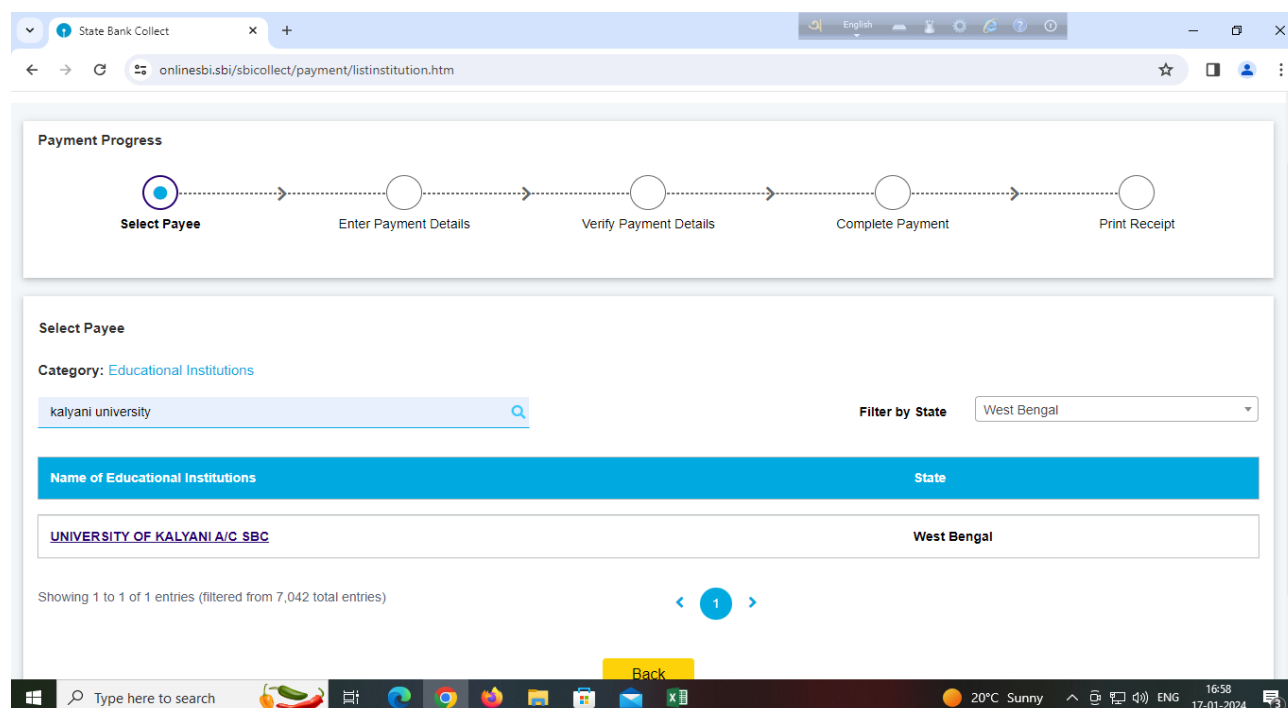 State Bank Collect
English
onlinesbi.sbi/sbicollect/payment/listinstitution.htm
Payment Progress
Select Payee Enter Payment Details Verify Payment Details Complete Payment Print Receipt
Select Payee
Category: Educational Institutions
kalyani university Filter by State West Bengal
Name of Educational Institutions State
UNIVERSITY OF KALYANI A/C SBC West Bengal
Showing 1 to 1 of 1 entries (filtered from 7,042 total entries) 1
Back
Type here to search 20°C Sunny ENG 16:58
17-01-2024 3